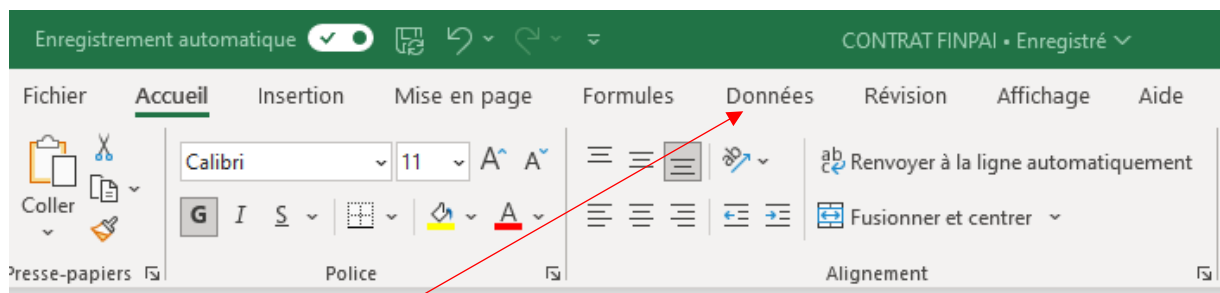 Enregistrement automatique CONTRAT FINPAI • Enregistré
Fichier Accueil Insertion Mise en page Formules Données Révision Affichage Aide
Calibri 11 A A ab Renvoyer à la ligne automatiquement
Coller G I S A Fusionner et centrer
Presse-papiers Police Alignement